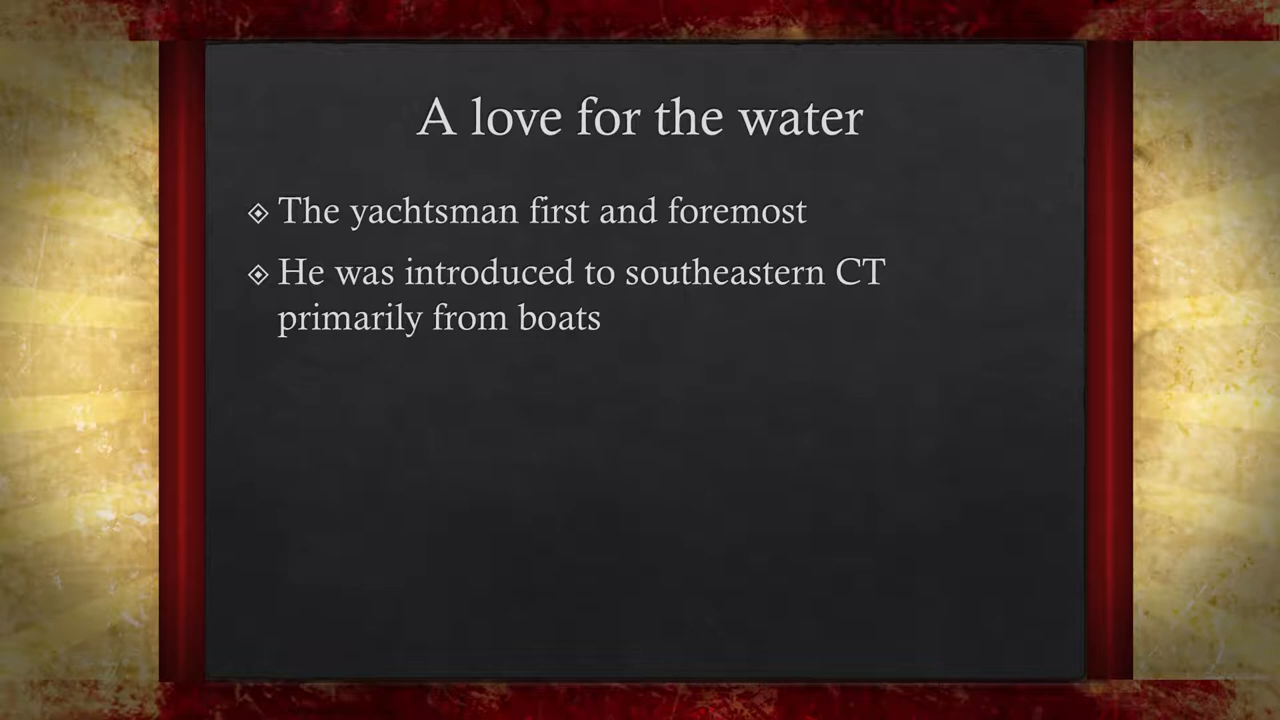 A love for the water
The yachtsman first and foremost
He was introduced to southeastern CT
primarily from boats